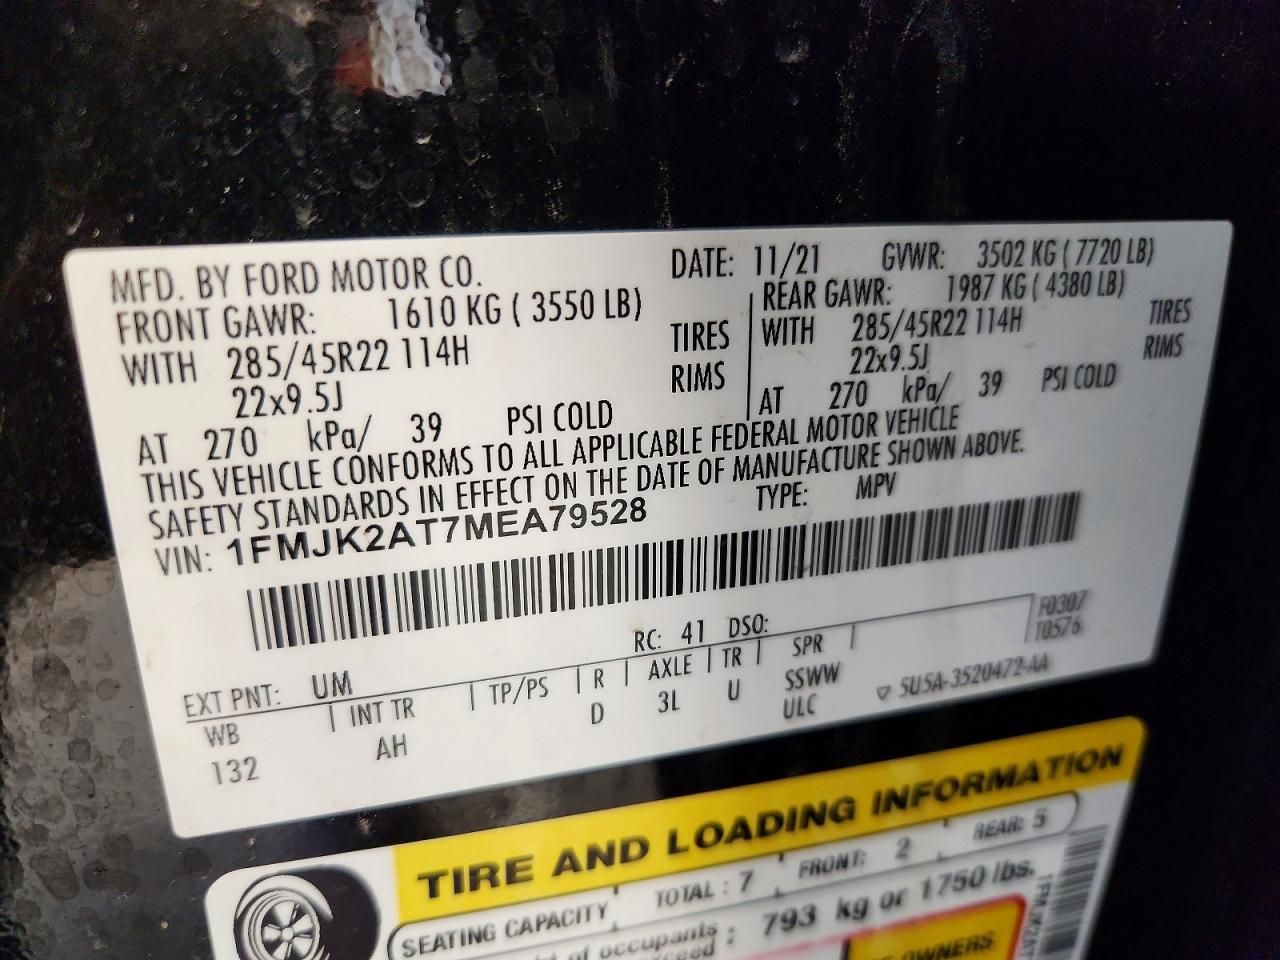 MFD. BY FORD MOTOR CO. DATE: 11/21 GVWR: 3502 KG ( 7720 LB)
FRONT GAWR: 1610 KG ( 3550 LB) REAR GAWR: 1987 KG ( 4380 LB)
WITH 285/45R22 114H TIRES WITH 285/45R22 114H TIRES
22x9.5J RIMS 22x9.5J RIMS
AT 270 kPa/ 39 PSI COLD AT 270 kPa/ 39 PSI COLD
THIS VEHICLE CONFORMS TO ALL APPLICABLE FEDERAL MOTOR VEHICLE
SAFETY STANDARDS IN EFFECT ON THE DATE OF MANUFACTURE SHOWN ABOVE.
VIN: 1FMJK2AT7MEA79528 TYPE: MPV
F0307
T0576
EXT PNT: UM RC: 41 DSO:
WB INT TR TP/PS R AXLE TR SPR
132 AH D 3L U SSWW
ULC
▽ 5U5A-3520472-AA
TIRE AND LOADING INFORMATION
SEATING CAPACITY TOTAL : 7 FRONT: 2 REAR: 5
of occupants : 793 kg or 1750 lbs.
exceed
OWNERS